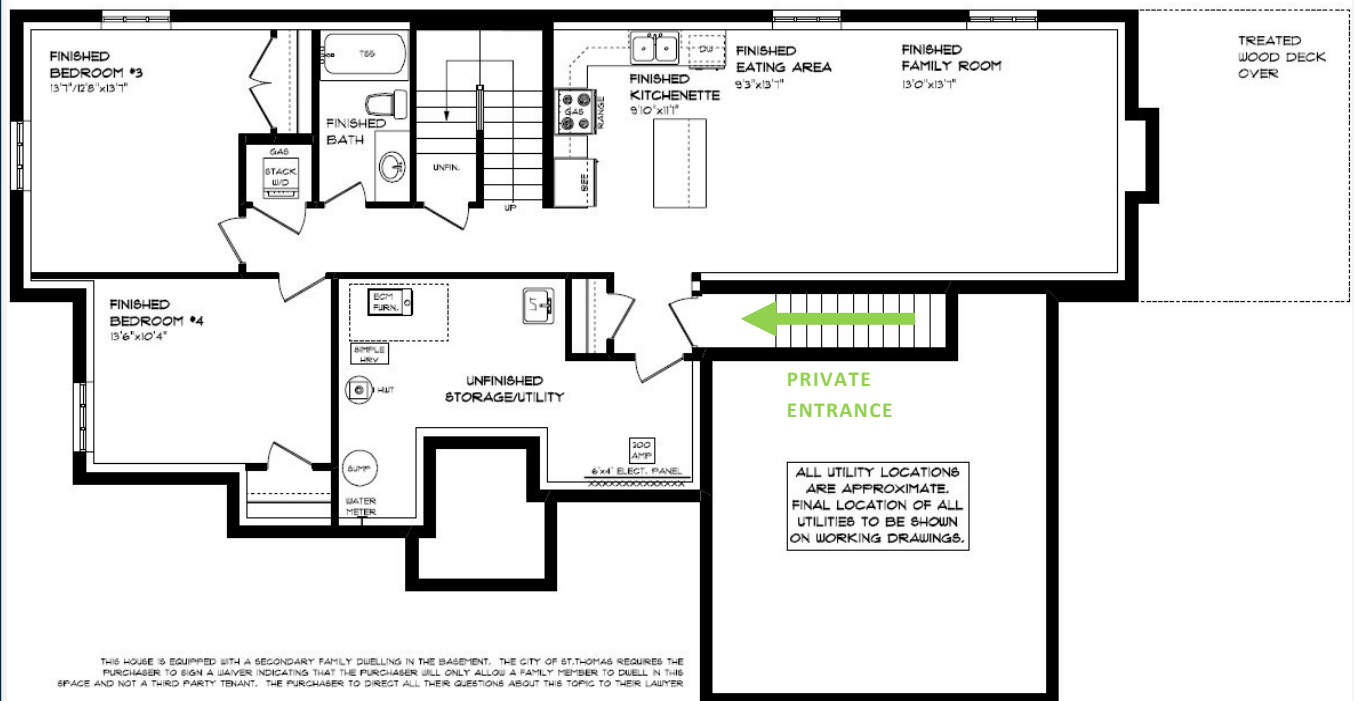 FINISHED
BEDROOM #3
13'7"/12'8"x13'7"
T&S
FINISHED
BATH
GAS
STACK
W/D
UNFIN.
UP
FINISHED
KITCHENETTE
9'10"x11'1"
DW
GAS
RANGE
REF
FINISHED
EATING AREA
9'3"x13'7"
FINISHED
FAMILY ROOM
13'0"x13'7"
TREATED
WOOD DECK
OVER
FINISHED
BEDROOM #4
13'6"x10'4"
ECM
FURN.
SIMPLE
HRV
HWT
S
UNFINISHED
STORAGE/UTILITY
SUMP
WATER
METER
200
AMP
6'x4' ELECT. PANEL
PRIVATE
ENTRANCE
ALL UTILITY LOCATIONS
ARE APPROXIMATE.
FINAL LOCATION OF ALL
UTILITIES TO BE SHOWN
ON WORKING DRAWINGS.
THIS HOUSE IS EQUIPPED WITH A SECONDARY FAMILY DWELLING IN THE BASEMENT. THE CITY OF ST.THOMAS REQUIRES THE
PURCHASER TO SIGN A WAIVER INDICATING THAT THE PURCHASER WILL ONLY ALLOW A FAMILY MEMBER TO DWELL IN THIS
SPACE AND NOT A THIRD PARTY TENANT. THE PURCHASER TO DIRECT ALL THEIR QUESTIONS ABOUT THIS TOPIC TO THEIR LAWYER